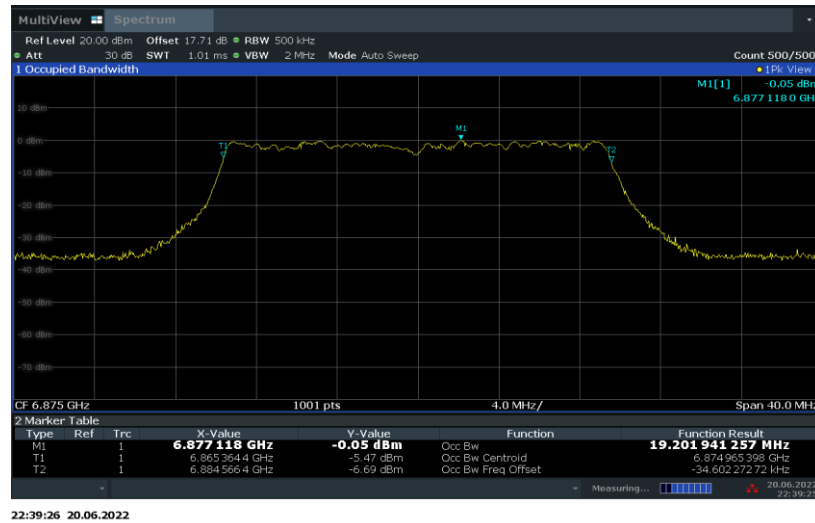 MultiView Spectrum
Ref Level 20.00 dBm Offset 17.71 dB RBW 500 kHz
Att 30 dB SWT 1.01 ms VBW 2 MHz Mode Auto Sweep Count 500/500
1 Occupied Bandwidth 1Pk View
M1[1] -0.05 dBm
6.877 118 0 GH
10 dBm
M1
0 dBm
T1
T2
-10 dBm
-20 dBm
-30 dBm
-40 dBm
-50 dBm
-60 dBm
-70 dBm
CF 6.875 GHz 1001 pts 4.0 MHz/ Span 40.0 MHz
2 Marker Table
Type Ref Trc X-Value Y-Value Function Function Result
M1 1 6.877 118 GHz -0.05 dBm Occ Bw 19.201 941 257 MHz
T1 1 6.865 364 4 GHz -5.47 dBm Occ Bw Centroid 6.874 965 398 GHz
T2 1 6.884 566 4 GHz -6.69 dBm Occ Bw Freq Offset -34.602 272 72 kHz
Measuring... 20.06.2022
22:39:25
22:39:26 20.06.2022